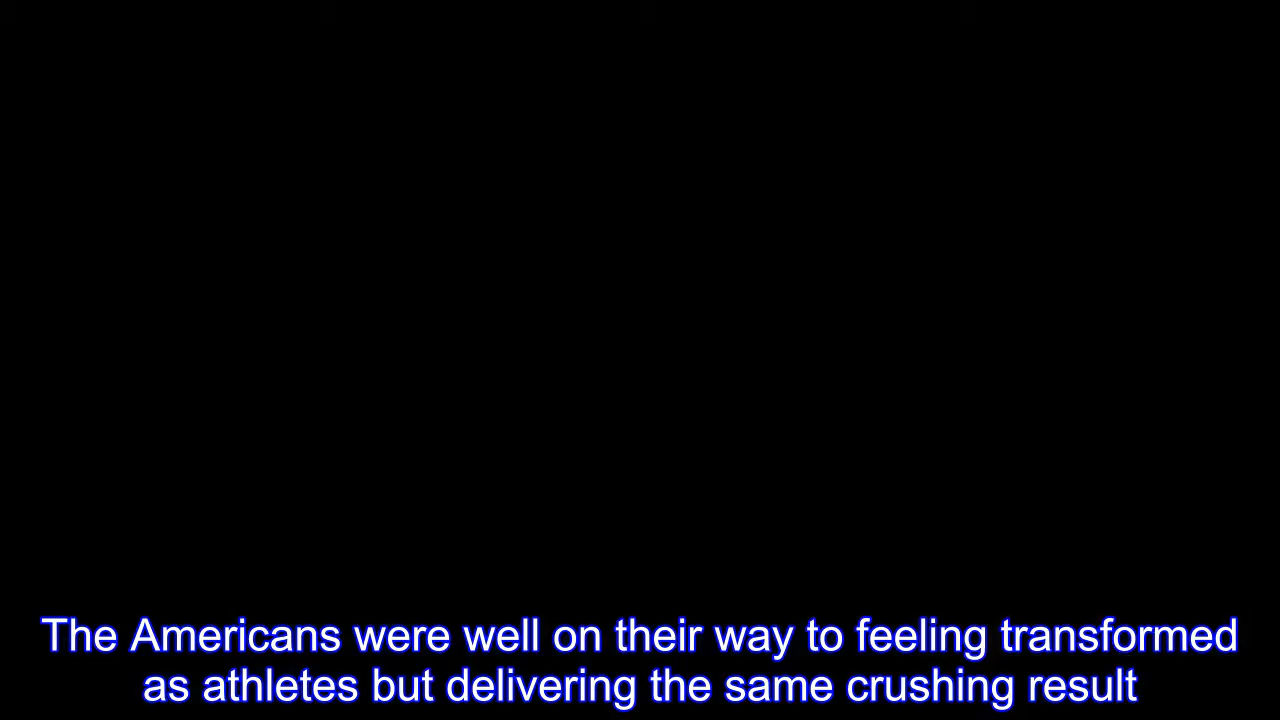 The Americans were well on their way to feeling transformed
as athletes but delivering the same crushing result